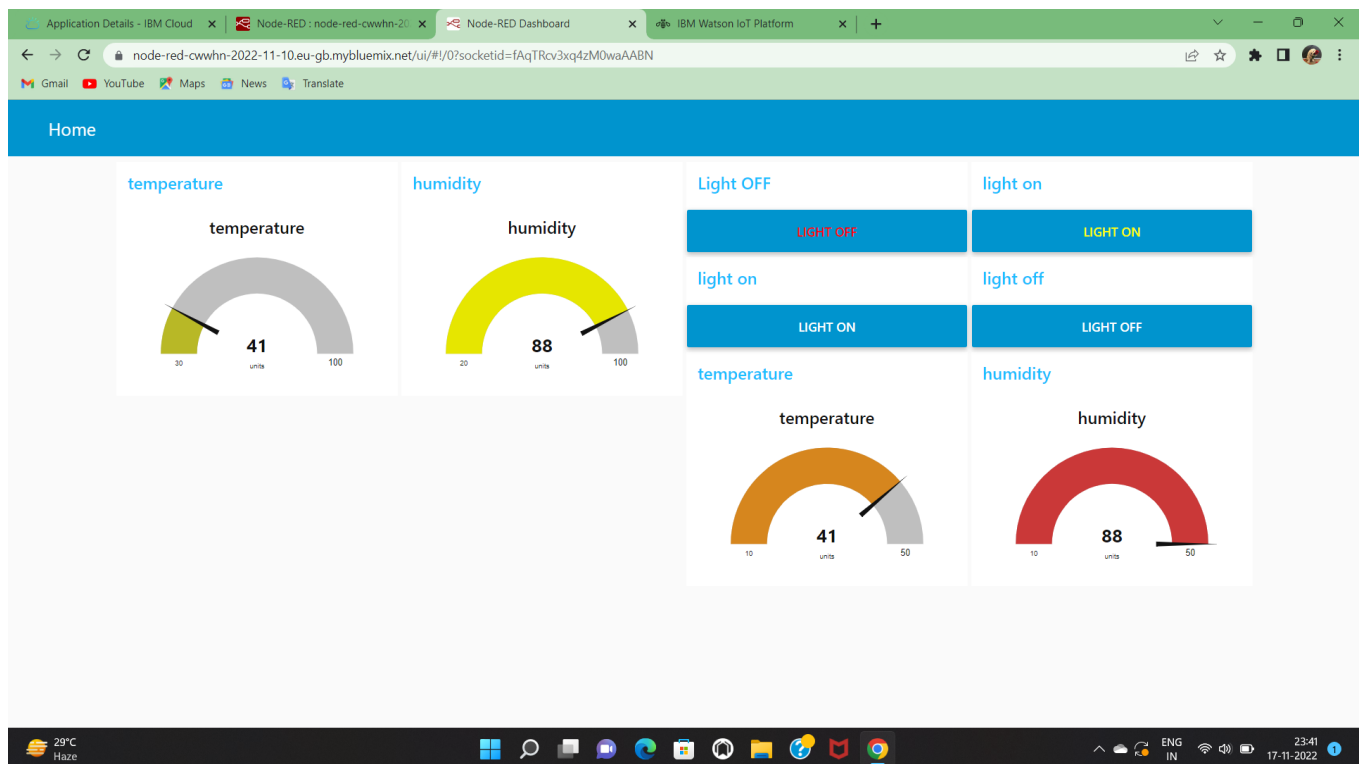 Application Details - IBM Cloud
Node-RED : node-red-cwwhn-20
Node-RED Dashboard
IBM Watson IoT Platform
node-red-cwwhn-2022-11-10.eu-gb.mybluemix.net/ui/#!/0?socketid=fAqTRcv3xq4zM0waAABN
Gmail YouTube Maps News Translate
Home
temperature
temperature
41
units
30 100
humidity
humidity
88
units
20 100
Light OFF
LIGHT OFF
light on
LIGHT ON
light on
LIGHT ON
light off
LIGHT OFF
temperature
temperature
41
units
10 50
humidity
humidity
88
units
10 50
29°C
Haze
ENG
IN
23:41
17-11-2022
1